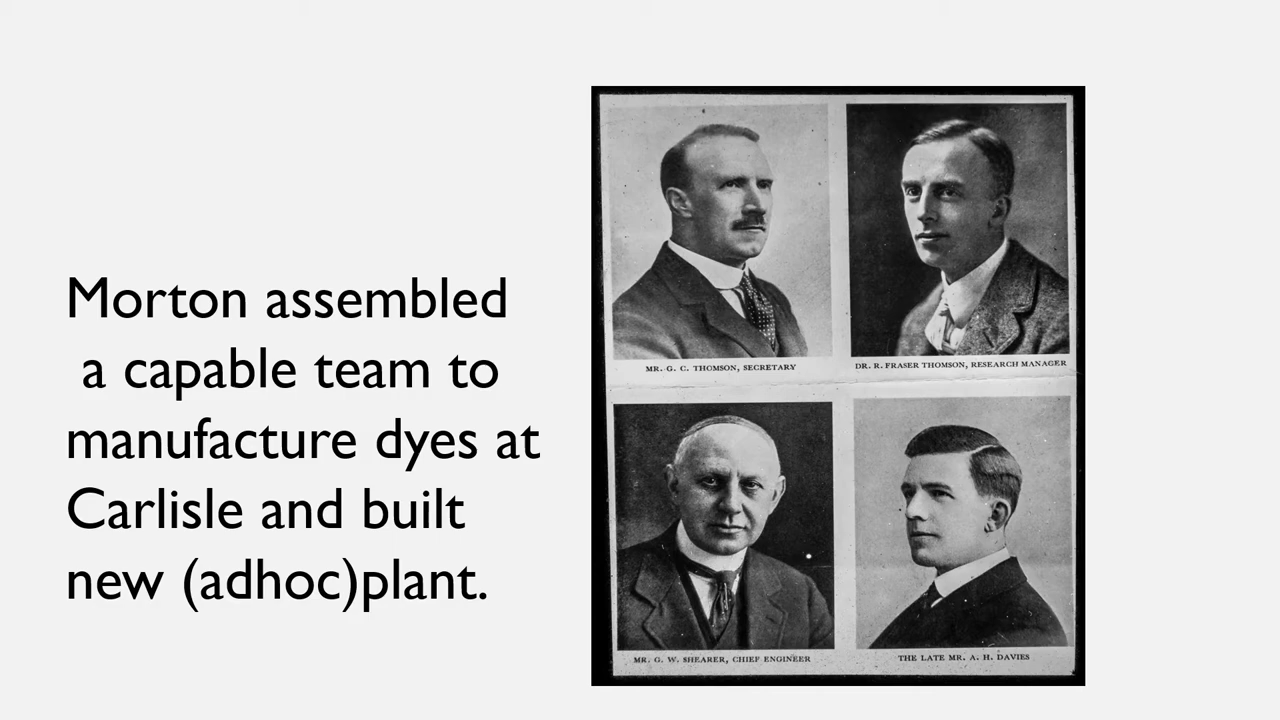 Morton assembled
a capable team to
manufacture dyes at
Carlisle and built
new (adhoc)plant.
MR. G. C. THOMSON, SECRETARY
DR. R. FRASER THOMSON, RESEARCH MANAGER
MR. G. W. SHEARER, CHIEF ENGINEER
THE LATE MR. A. H. DAVIES